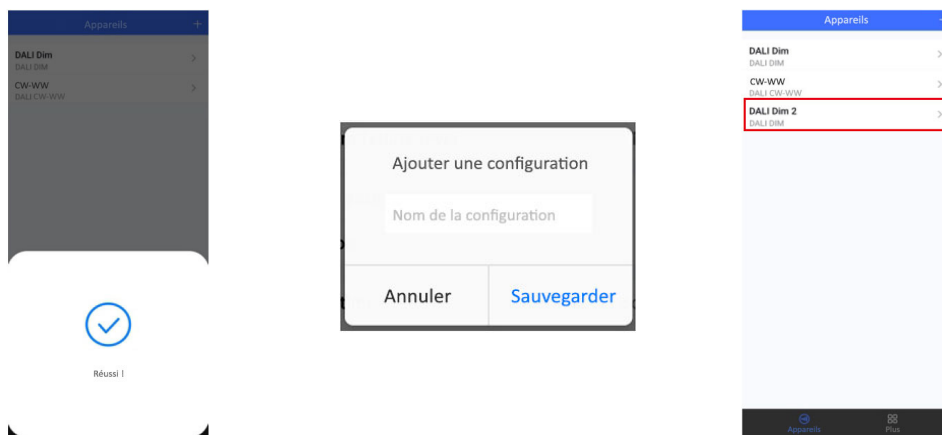 Appareils +
DALI Dim
DALI DIM
CW-WW
DALI CW-WW
Réussi !
Ajouter une configuration
Nom de la configuration
Annuler
Sauvegarder
Appareils
DALI Dim
DALI DIM
CW-WW
DALI CW-WW
DALI Dim 2
DALI DIM
Appareils
Plus